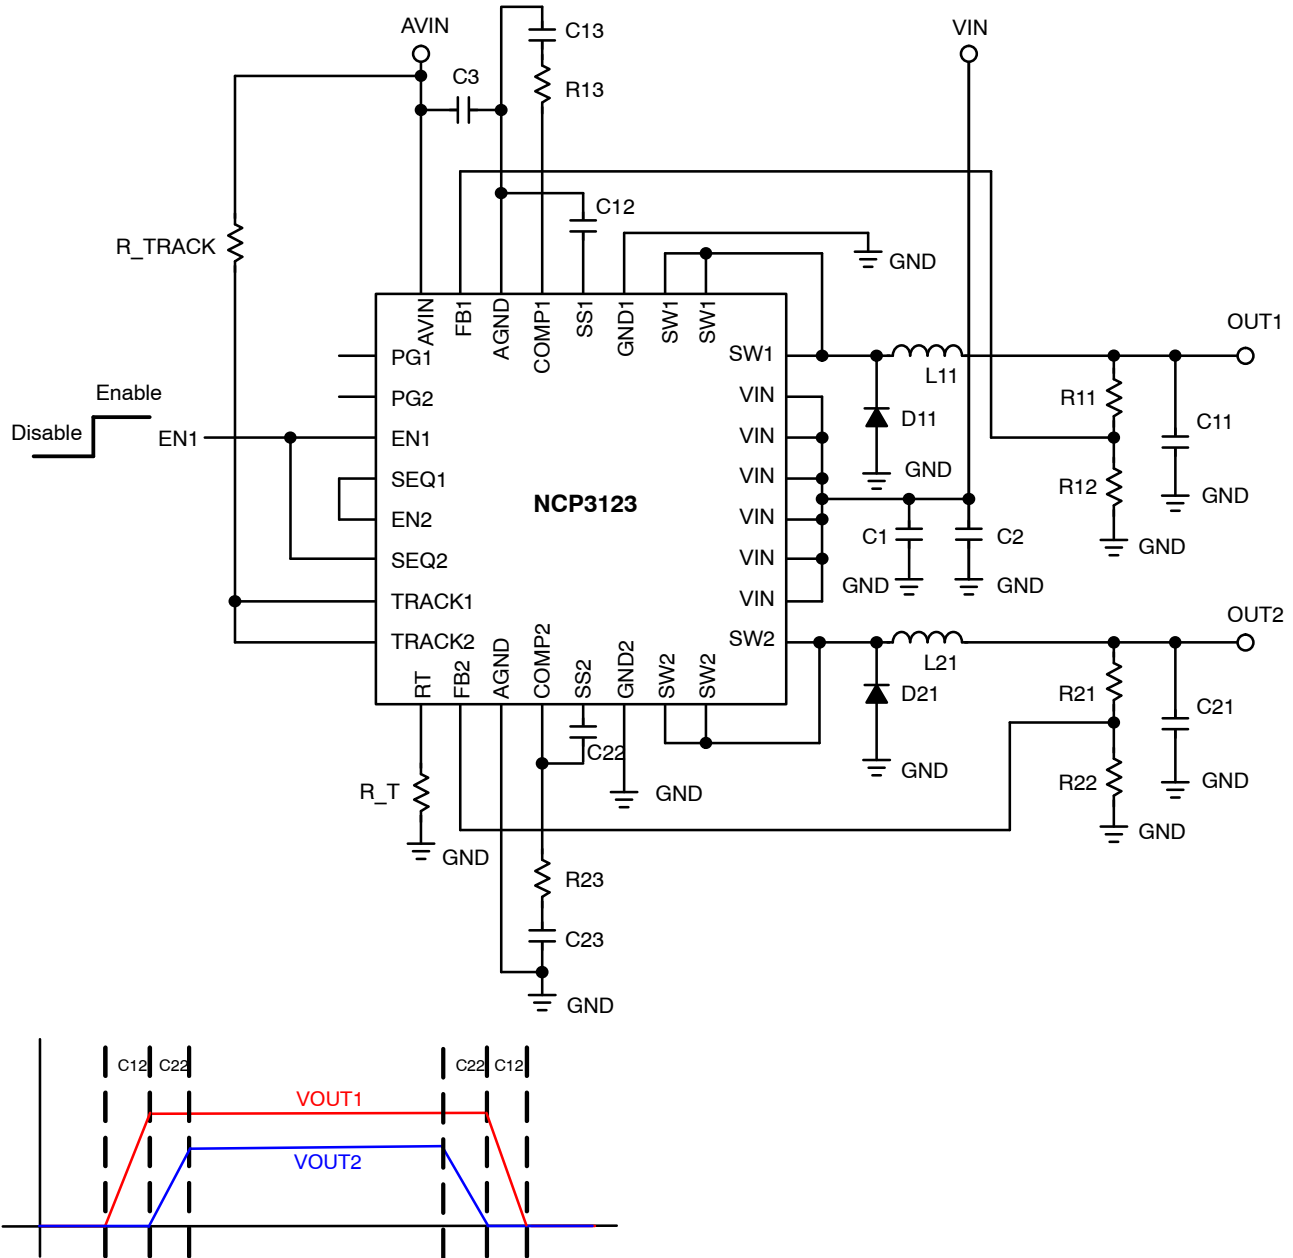 AVIN
VIN
C13
C3
R13
C12
R_TRACK
GND
AVIN
FB1
AGND
COMP1
SS1
GND1
SW1
SW1
OUT1
PG1
SW1
L11
Enable
PG2
VIN
R11
D11
C11
Disable
EN1
EN1
VIN
GND
SEQ1
VIN
R12
GND
NCP3123
EN2
VIN
C1
C2
GND
SEQ2
VIN
GND
GND
TRACK1
VIN
OUT2
TRACK2
SW2
L21
RT
FB2
AGND
COMP2
SS2
GND2
SW2
SW2
D21
R21
C21
C22
GND
R22
GND
R_T
GND
GND
GND
R23
C23
GND
C12
C22
C22
C12
VOUT1
VOUT2